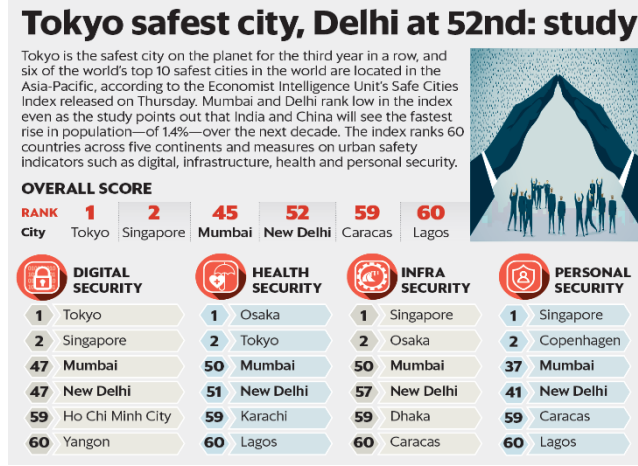 Tokyo safest city, Delhi at 52nd: study
Tokyo is the safest city on the planet for the third year in a row, and
six of the world's top 10 safest cities in the world are located in the
Asia-Pacific, according to the Economist Intelligence Unit's Safe Cities
Index released on Thursday. Mumbai and Delhi rank low in the index
even as the study points out that India and China will see the fastest
rise in population—of 1.4%—over the next decade. The index ranks 60
countries across five continents and measures on urban safety
indicators such as digital, infrastructure, health and personal security.
OVERALL SCORE
RANK 1 2 45 52 59 60
City Tokyo Singapore Mumbai New Delhi Caracas Lagos
DIGITAL
SECURITY
1 Tokyo
2 Singapore
47 Mumbai
47 New Delhi
59 Ho Chi Minh City
60 Yangon
HEALTH
SECURITY
1 Osaka
2 Tokyo
50 Mumbai
51 New Delhi
59 Karachi
60 Lagos
INFRA
SECURITY
1 Singapore
2 Osaka
50 Mumbai
57 New Delhi
59 Dhaka
60 Caracas
PERSONAL
SECURITY
1 Singapore
2 Copenhagen
37 Mumbai
41 New Delhi
59 Caracas
60 Lagos